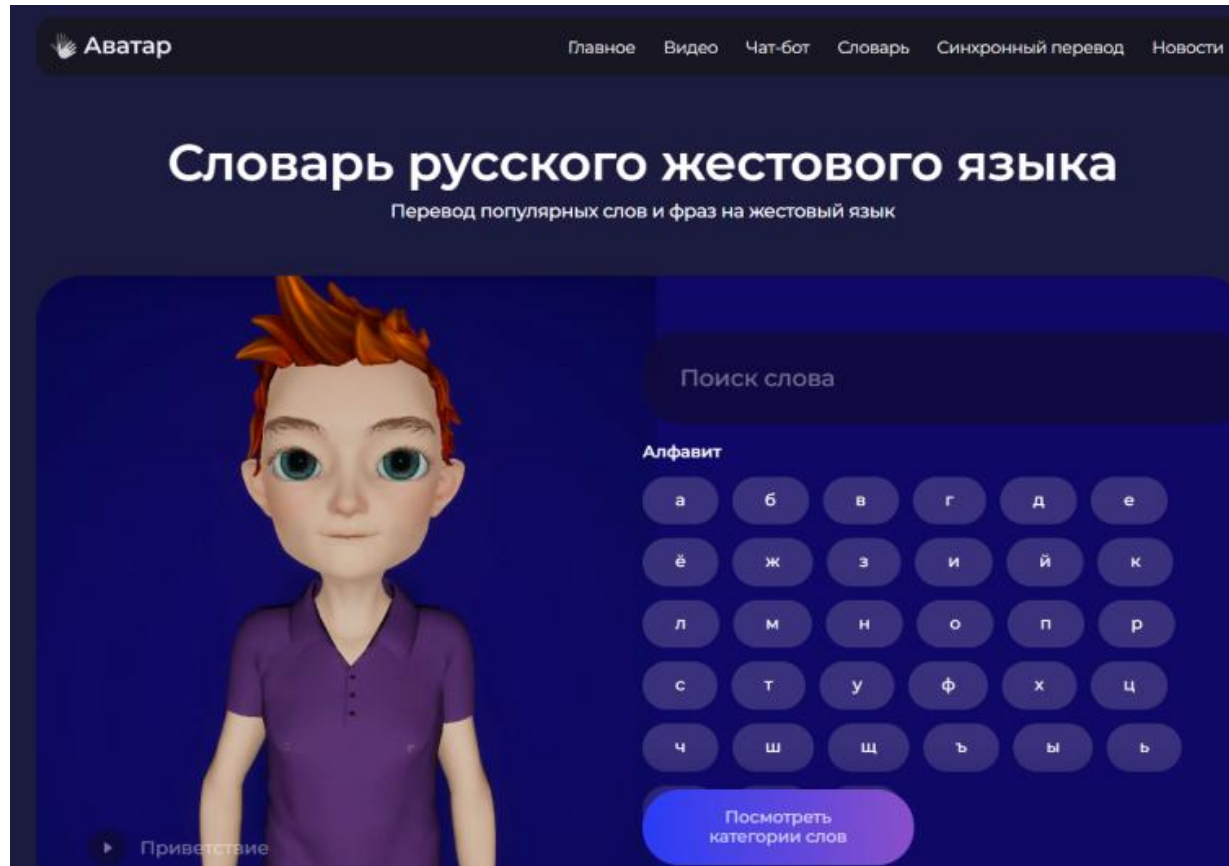 Аватар
Главное Видео Чат-бот Словарь Синхронный перевод Новости
Словарь русского жестового языка
Перевод популярных слов и фраз на жестовый язык
Поиск слова
Алфавит
а б в г д е
ё ж з и й к
л м н о п р
с т у ф х ц
ч ш щ ъ ы ь
Посмотреть
категории слов
Приветствие